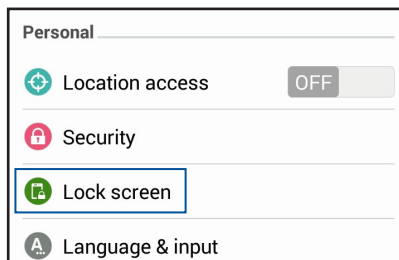 Personal
Location access
OFF
Security
Lock screen
Language & input